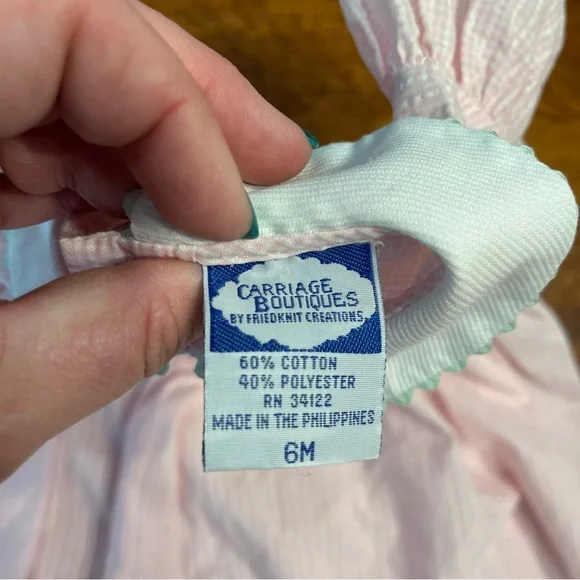 CARRIAGE
BOUTIQUES
BY FRIEDKNIT CREATIONS
60% COTTON
40% POLYESTER
RN 34122
MADE IN THE PHILIPPINES
6M